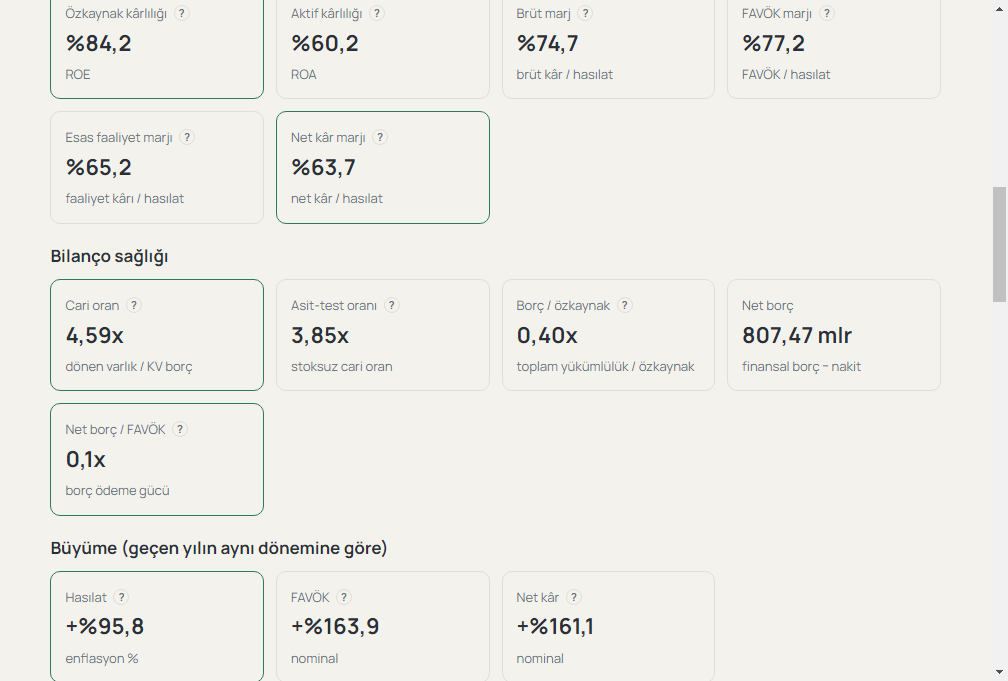 Özkaynak kârlılığı ?
%84,2
ROE
Aktif kârlılığı ?
%60,2
ROA
Brüt marj ?
%74,7
brüt kâr / hasılat
FAVÖK marjı ?
%77,2
FAVÖK / hasılat
Esas faaliyet marjı ?
%65,2
faaliyet kârı / hasılat
Net kâr marjı ?
%63,7
net kâr / hasılat
Bilanço sağlığı
Cari oran ?
4,59x
dönen varlık / KV borç
Asit-test oranı ?
3,85x
stoksuz cari oran
Borç / özkaynak ?
0,40x
toplam yükümlülük / özkaynak
Net borç
807,47 mlr
finansal borç − nakit
Net borç / FAVÖK ?
0,1x
borç ödeme gücü
Büyüme (geçen yılın aynı dönemine göre)
Hasılat ?
+%95,8
enflasyon %
FAVÖK ?
+%163,9
nominal
Net kâr ?
+%161,1
nominal